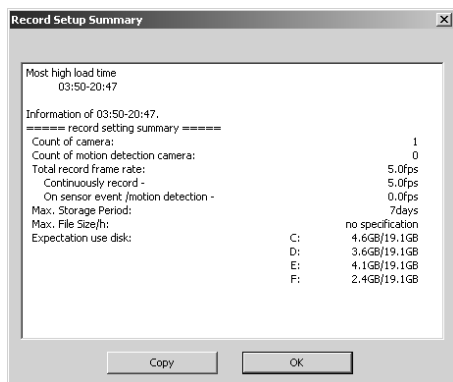 Record Setup Summary
Most high load time
03:50-20:47
Information of 03:50-20:47.
===== record setting summary =====
Count of camera: 1
Count of motion detection camera: 0
Total record frame rate: 5.0fps
Continuously record - 5.0fps
On sensor event /motion detection - 0.0fps
Max. Storage Period: 7days
Max. File Size/h: no specification
Expectation use disk: C: 4.6GB/19.1GB
D: 3.6GB/19.1GB
E: 4.1GB/19.1GB
F: 2.4GB/19.1GB
Copy OK